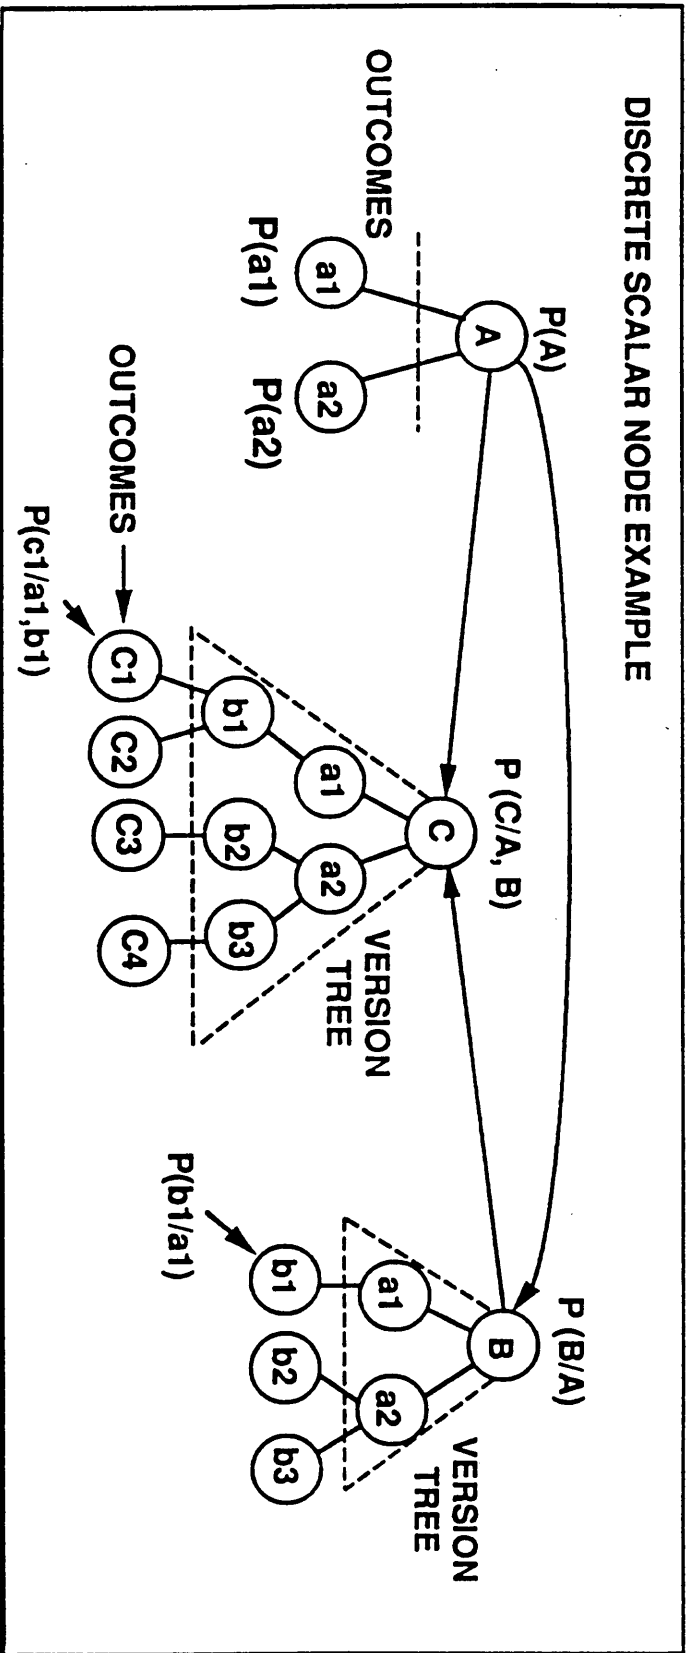 DISCRETE SCALAR NODE EXAMPLE
P(A)
A
OUTCOMES
a1
a2
P(a1)
P(a2)
P (C/A, B)
C
VERSION
TREE
a1
a2
b1
b2
b3
OUTCOMES
C1
C2
C3
C4
P(c1/a1,b1)
P (B/A)
B
VERSION
TREE
a1
a2
b1
b2
b3
P(b1/a1)